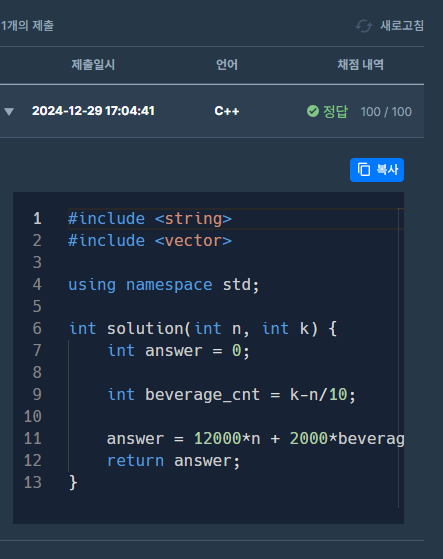 1개의 제출
새로고침
제출일시 언어 채점 내역
2024-12-29 17:04:41 C++ 정답 100 / 100
복사
1 #include <string>
2 #include <vector>
3
4 using namespace std;
5
6 int solution(int n, int k) {
7 int answer = 0;
8
9 int beverage_cnt = k-n/10;
10
11 answer = 12000*n + 2000*beverag
12 return answer;
13 }